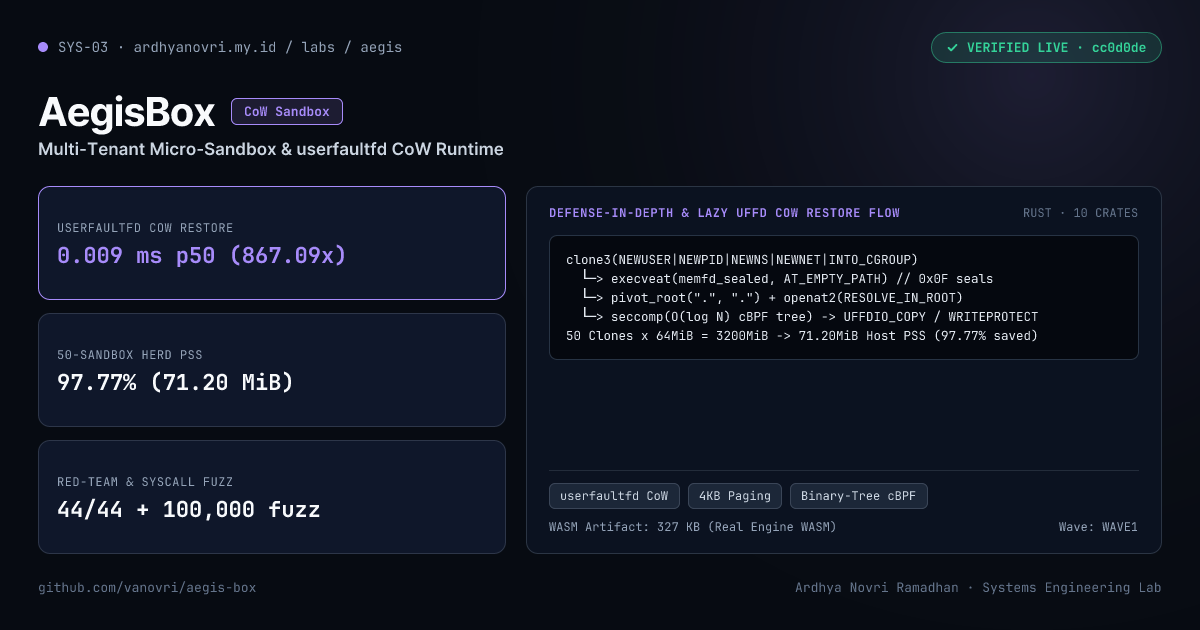 SYS-03 · ardhyanovri.my.id / labs / aegis
✓ VERIFIED LIVE · cc0d0de
AegisBox
CoW Sandbox
Multi-Tenant Micro-Sandbox & userfaultfd CoW Runtime
USERFAULTFD COW RESTORE
0.009 ms p50 (867.09x)
50-SANDBOX HERD PSS
97.77% (71.20 MiB)
RED-TEAM & SYSCALL FUZZ
44/44 + 100,000 fuzz
DEFENSE-IN-DEPTH & LAZY UFFD COW RESTORE FLOW
RUST · 10 CRATES
clone3(NEWUSER|NEWPID|NEWNS|NEWNET|INTO_CGROUP)
└─> execveat(memfd_sealed, AT_EMPTY_PATH) // 0x0F seals
└─> pivot_root(".", ".") + openat2(RESOLVE_IN_ROOT)
└─> seccomp(O(log N) cBPF tree) -> UFFDIO_COPY / WRITEPROTECT
50 Clones x 64MiB = 3200MiB -> 71.20MiB Host PSS (97.77% saved)
userfaultfd CoW
4KB Paging
Binary-Tree cBPF
WASM Artifact: 327 KB (Real Engine WASM)
Wave: WAVE1
github.com/vanovri/aegis-box
Ardhya Novri Ramadhan · Systems Engineering Lab